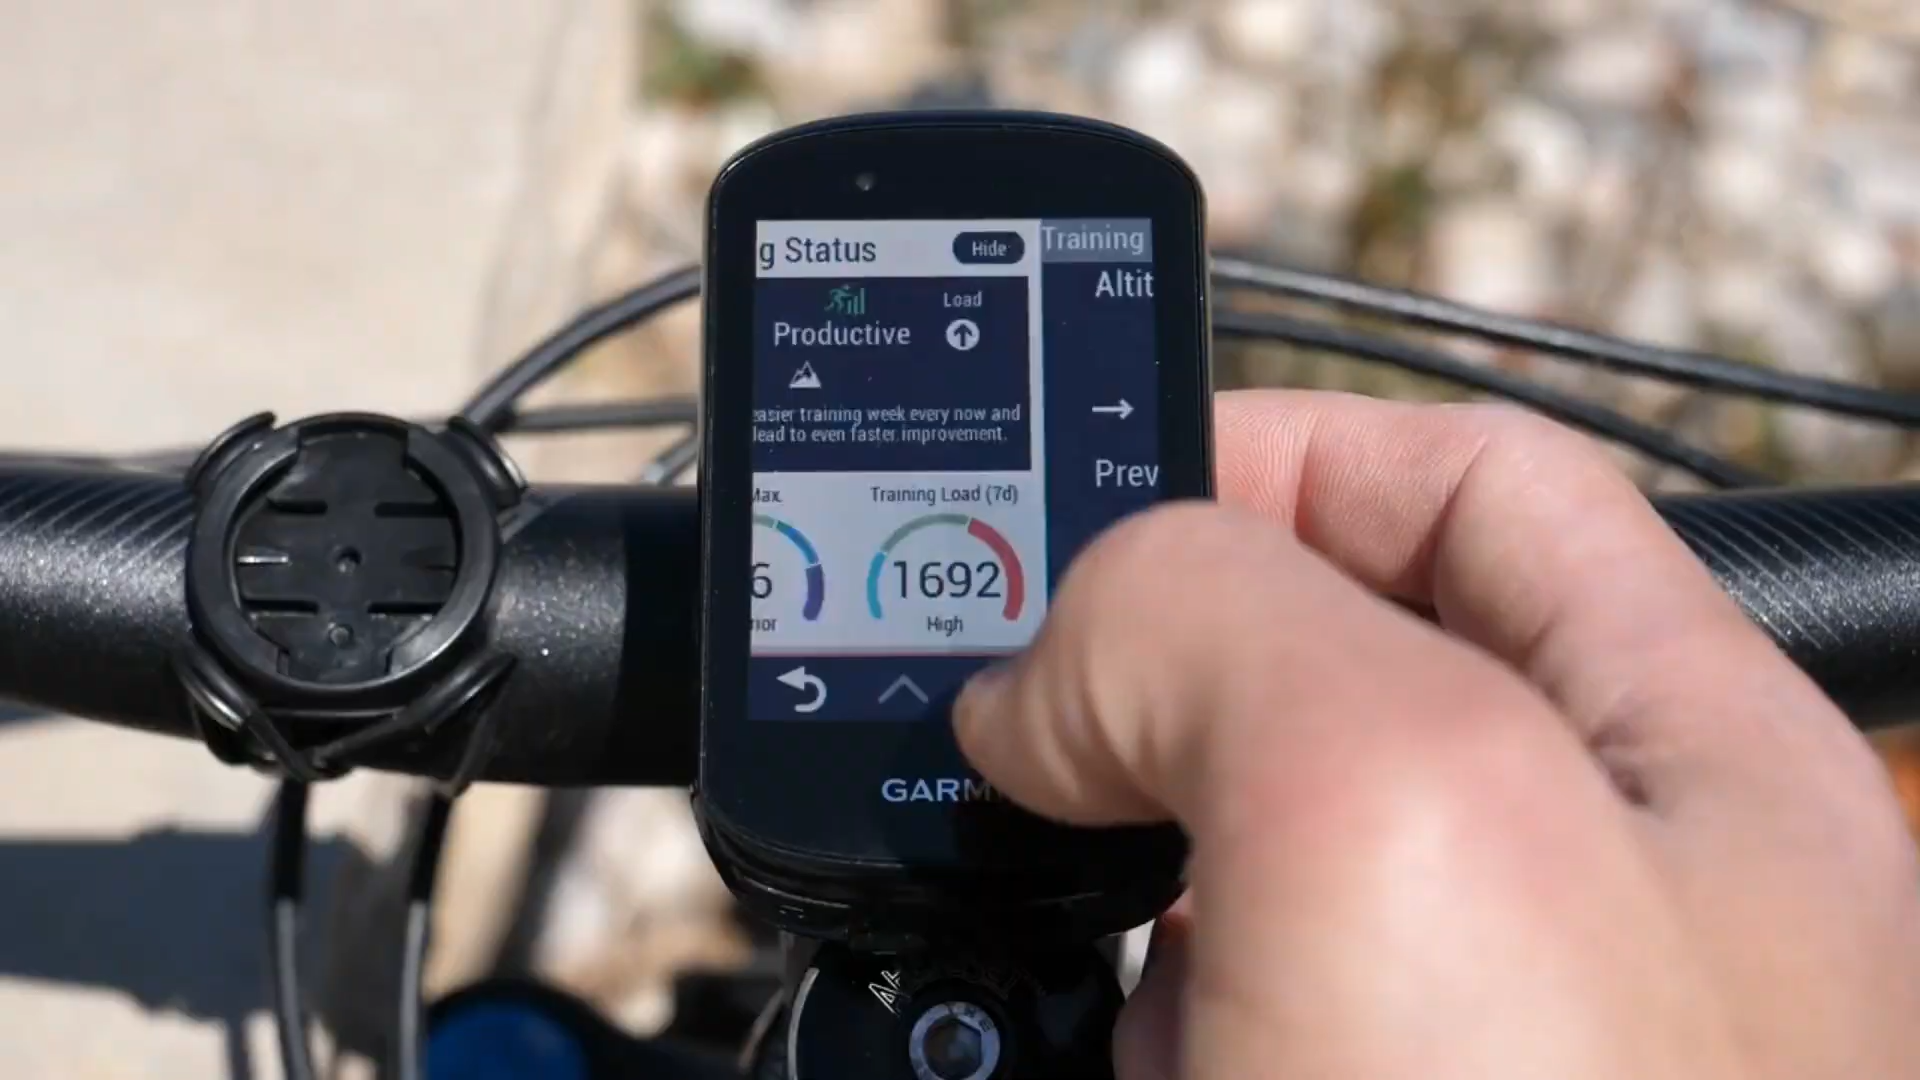 g Status
Hide
Training
Altit
Load
Productive
easier training week every now and
lead to even faster improvement.
Prev
Max.
Training Load (7d)
6
1692
rior
High
GARM